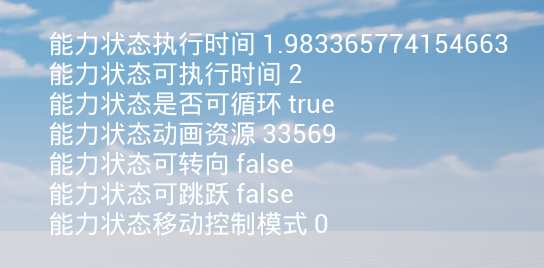 能力状态执行时间 1.983365774154663
能力状态可执行时间 2
能力状态是否可循环 true
能力状态动画资源 33569
能力状态可转向 false
能力状态可跳跃 false
能力状态移动控制模式 0